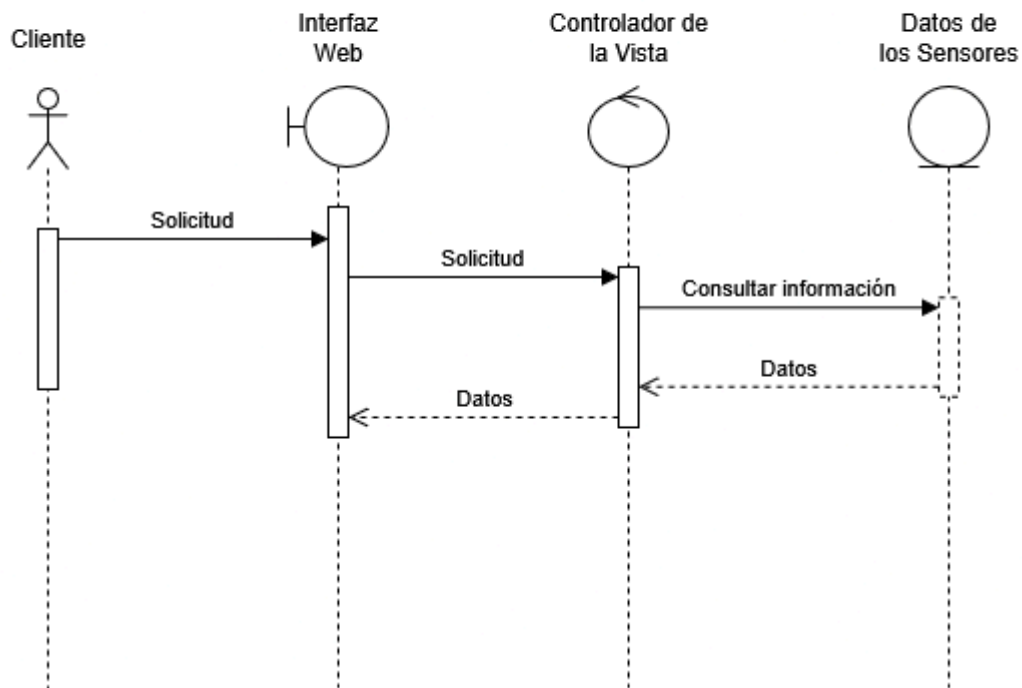 Cliente
Interfaz
Web
Controlador de
la Vista
Datos de
los Sensores
Solicitud
Solicitud
Consultar información
Datos
Datos